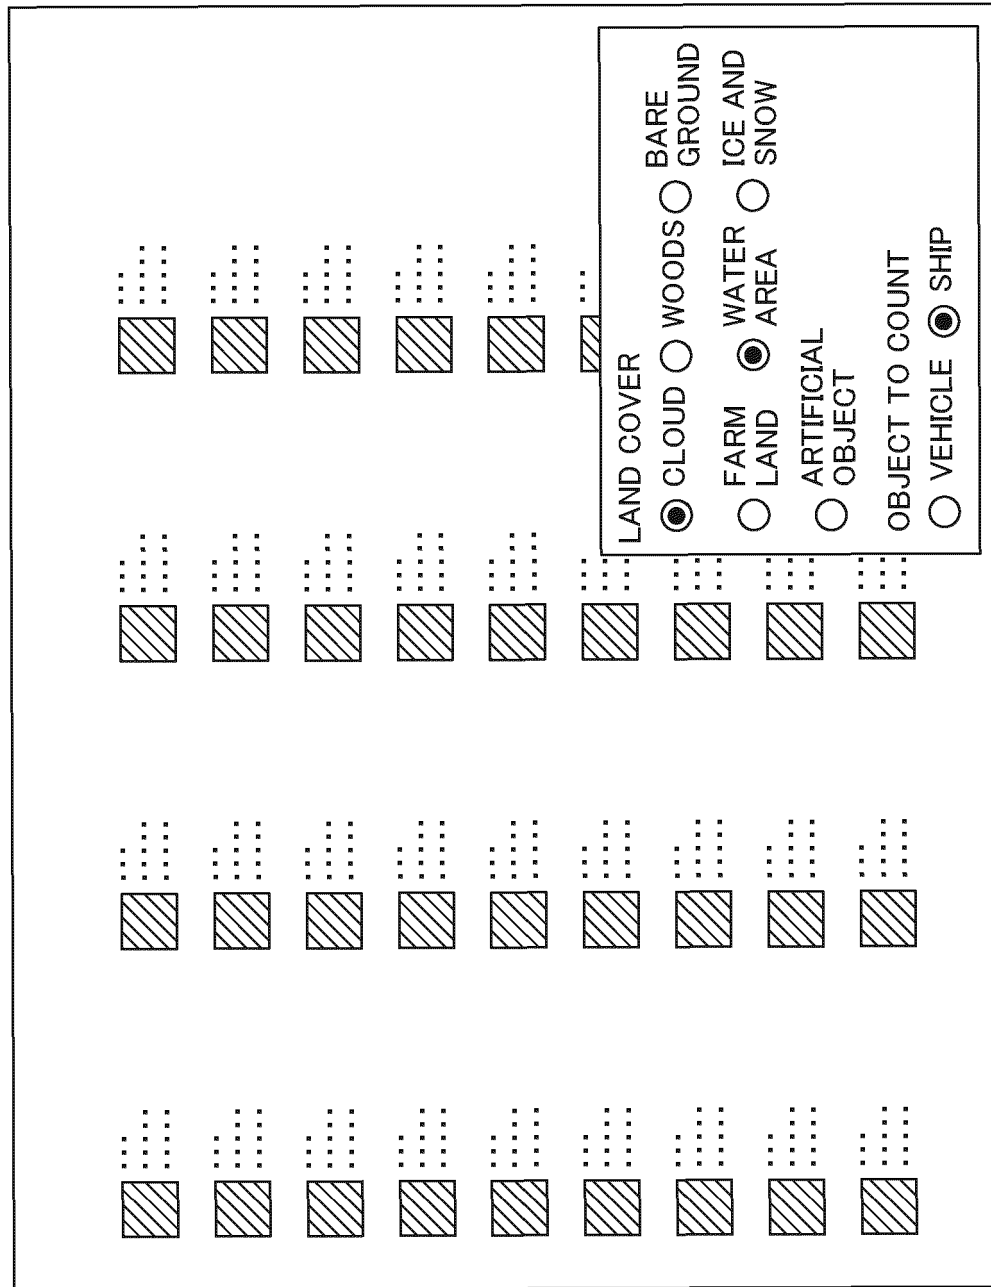 LAND COVER
CLOUD WOODS BARE
GROUND
FARM
LAND WATER
AREA ICE AND
SNOW
ARTIFICIAL
OBJECT
OBJECT TO COUNT
VEHICLE SHIP